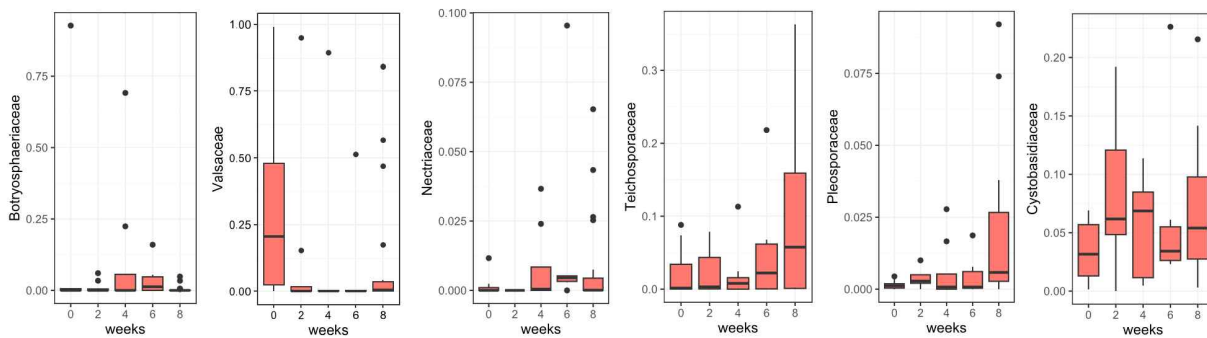 Botryosphaeriaceae
0.75
0.50
0.25
0.00
0 2 4 6 8
weeks
Valsaceae
1.00
0.75
0.50
0.25
0.00
0 2 4 6 8
weeks
Nectriaceae
0.100
0.075
0.050
0.025
0.000
0 2 4 6 8
weeks
Teichosporaceae
0.3
0.2
0.1
0.0
0 2 4 6 8
weeks
Pleosporaceae
0.075
0.050
0.025
0.000
0 2 4 6 8
weeks
Cystobasidiaceae
0.20
0.15
0.10
0.05
0.00
0 2 4 6 8
weeks